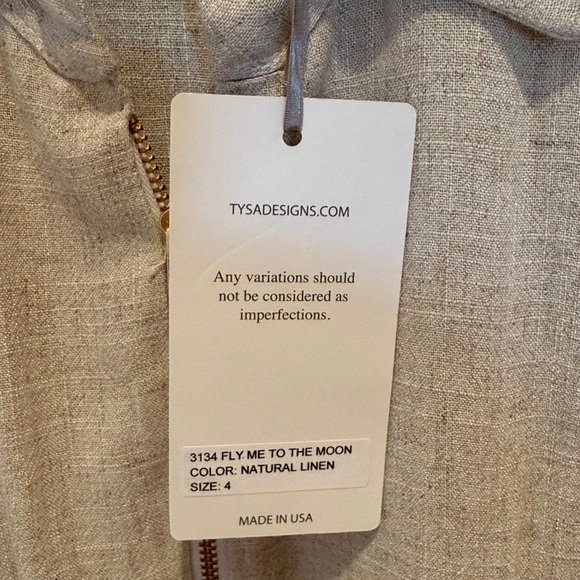 TYSADESIGNS.COM
Any variations should
not be considered as
imperfections.
3134 FLY ME TO THE MOON
COLOR: NATURAL LINEN
SIZE: 4
MADE IN USA